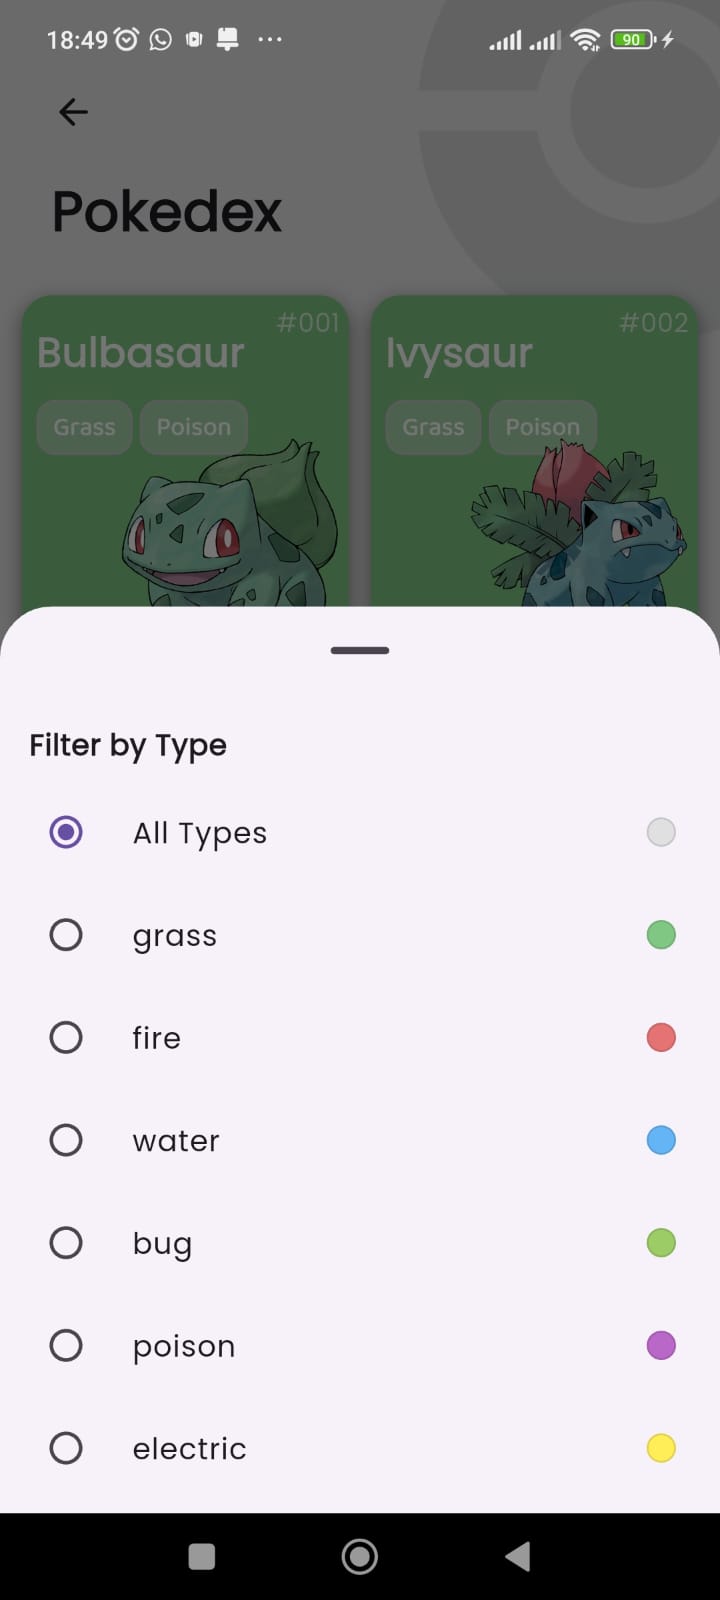 18:49 90
Pokedex
#001 #002
Bulbasaur Ivysaur
Grass Poison Grass Poison
Filter by Type
All Types
grass
fire
water
bug
poison
electric